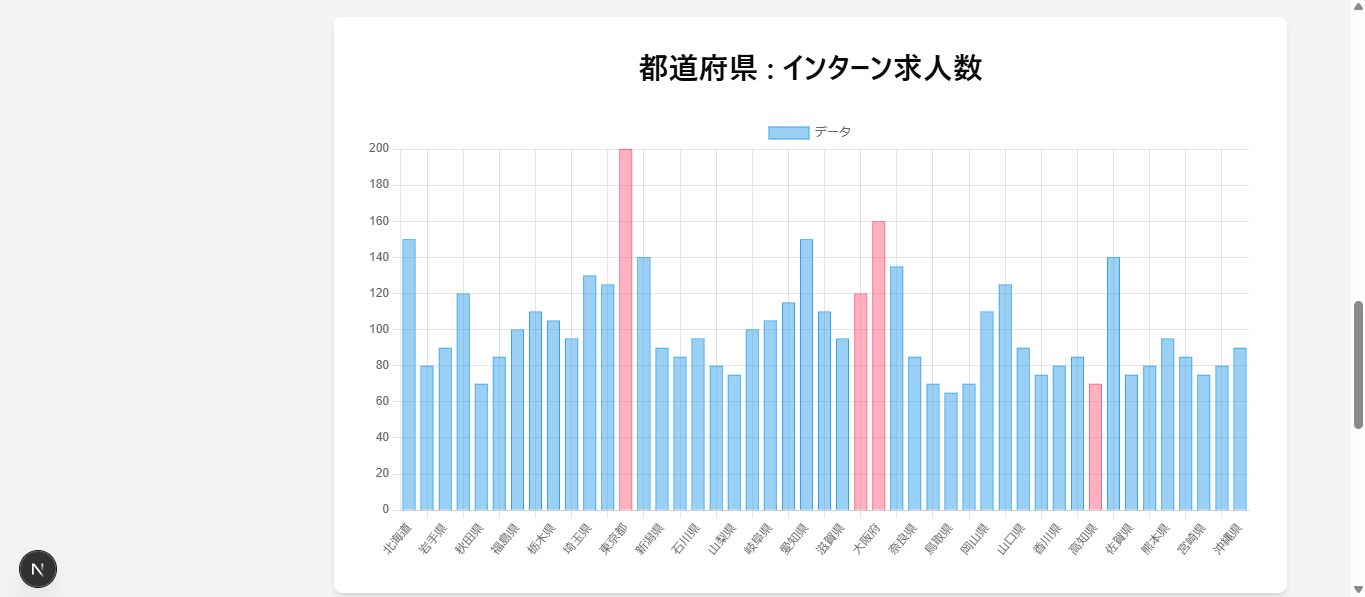 都道府県 : インターン求人数
データ
200
180
160
140
120
100
80
60
40
20
0
北海道
岩手県
秋田県
福島県
栃木県
埼玉県
東京都
新潟県
石川県
山梨県
岐阜県
愛知県
滋賀県
大阪府
奈良県
鳥取県
岡山県
山口県
香川県
高知県
佐賀県
熊本県
宮崎県
沖縄県
N